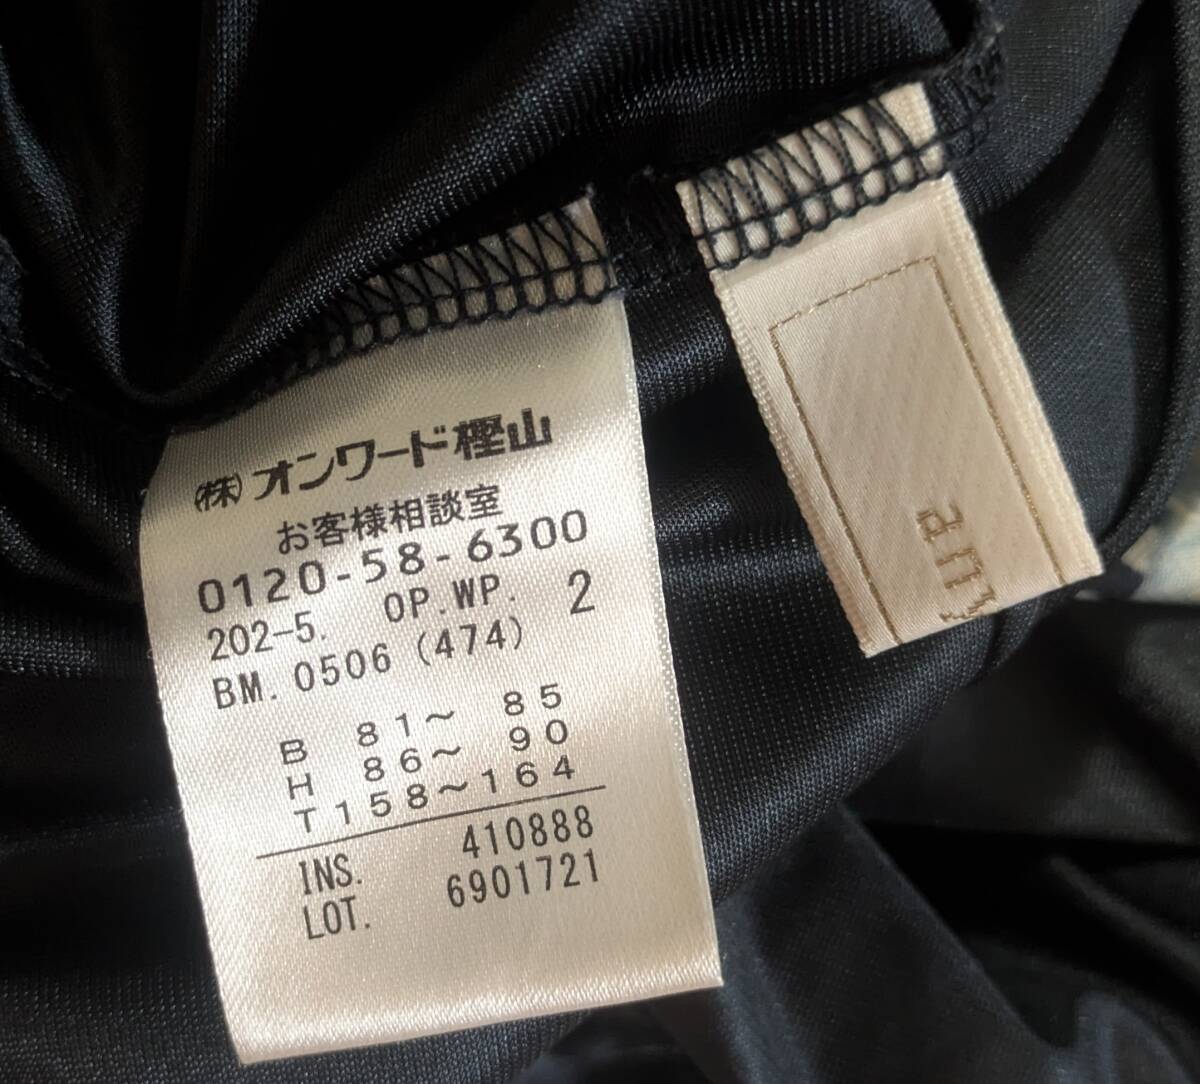 ㈱オンワード樫山
お客様相談室
0120-58-6300
202-5. OP.WP. 2
BM. 0506 (474)
B 81～ 85
H 86～ 90
T158～164
INS. 410888
LOT. 6901721
any